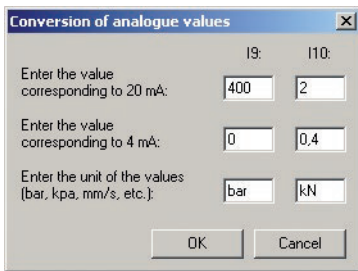 Conversion of analogue values
I9: I10:
Enter the value
corresponding to 20 mA: 400 2
Enter the value
corresponding to 4 mA: 0 0,4
Enter the unit of the values
(bar, kpa, mm/s, etc.): bar kN
OK Cancel